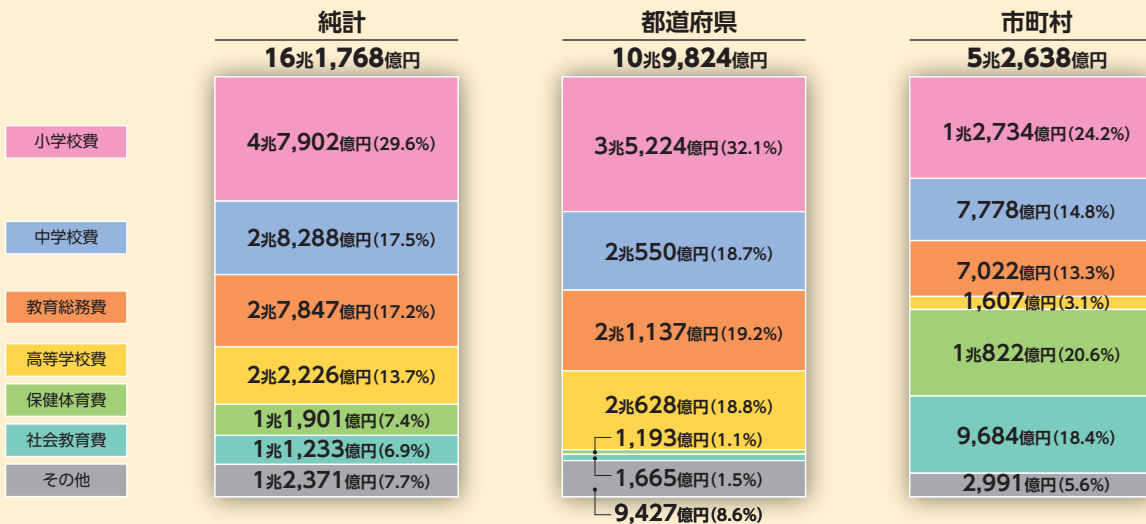 純計
16兆1,768億円
都道府県
10兆9,824億円
市町村
5兆2,638億円
小学校費
4兆7,902億円(29.6%)
3兆5,224億円(32.1%)
1兆2,734億円(24.2%)
中学校費
2兆8,288億円(17.5%)
2兆550億円(18.7%)
7,778億円(14.8%)
教育総務費
2兆7,847億円(17.2%)
2兆1,137億円(19.2%)
7,022億円(13.3%)
高等学校費
2兆2,226億円(13.7%)
2兆628億円(18.8%)
1,607億円(3.1%)
保健体育費
1兆1,901億円(7.4%)
1,193億円(1.1%)
1兆822億円(20.6%)
社会教育費
1兆1,233億円(6.9%)
1,665億円(1.5%)
9,684億円(18.4%)
その他
1兆2,371億円(7.7%)
9,427億円(8.6%)
2,991億円(5.6%)